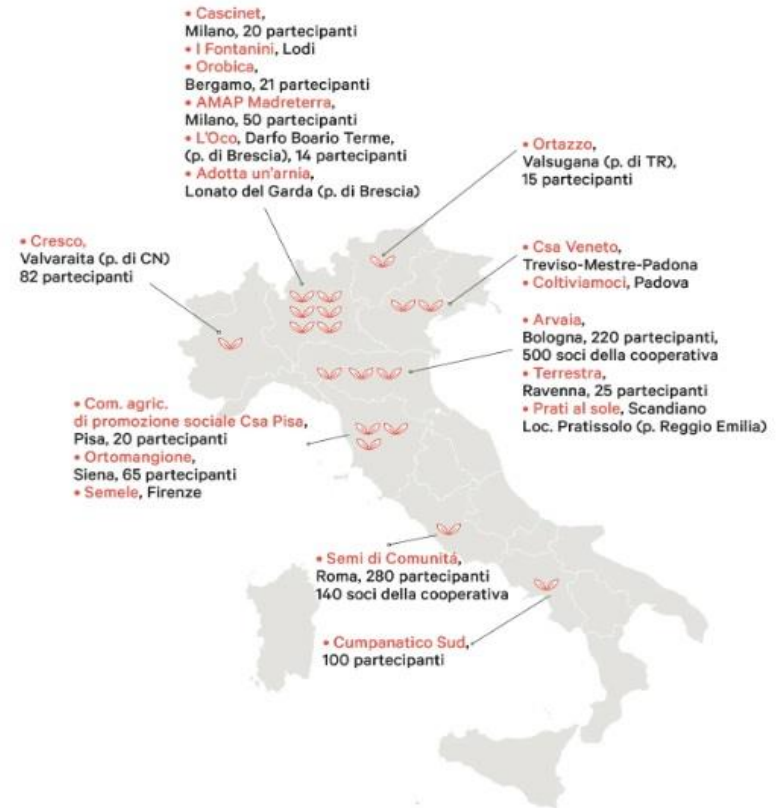 • Cascinet,
Milano, 20 partecipanti
• I Fontanini, Lodi
• Orobica,
Bergamo, 21 partecipanti
• AMAP Madreterra,
Milano, 50 partecipanti
• L'Oco, Darfo Boario Terme,
(p. di Brescia), 14 partecipanti
• Adotta un'arnia,
Lonato del Garda (p. di Brescia)
• Ortazzo,
Valsugana (p. di TR),
15 partecipanti
• Cresco,
Valvaraita (p. di CN)
82 partecipanti
• Csa Veneto,
Treviso-Mestre-Padona
• Coltiviamoci, Padova
• Arvaia,
Bologna, 220 partecipanti,
500 soci della cooperativa
• Terrestra,
Ravenna, 25 partecipanti
• Prati al sole, Scandiano
Loc. Pratissolo (p. Reggio Emilia)
• Com. agric.
di promozione sociale Csa Pisa,
Pisa, 20 partecipanti
• Ortomangione,
Siena, 65 partecipanti
• Semele, Firenze
• Semi di Comunitá,
Roma, 280 partecipanti
140 soci della cooperativa
• Cumpanatico Sud,
100 partecipanti